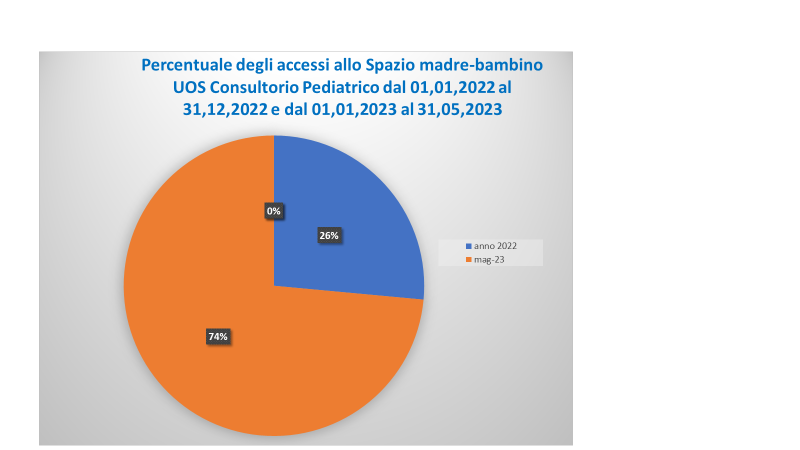 Percentuale degli accessi allo Spazio madre-bambino
UOS Consultorio Pediatrico dal 01,01,2022 al
31,12,2022 e dal 01,01,2023 al 31,05,2023
0%
26%
anno 2022
mag-23
74%